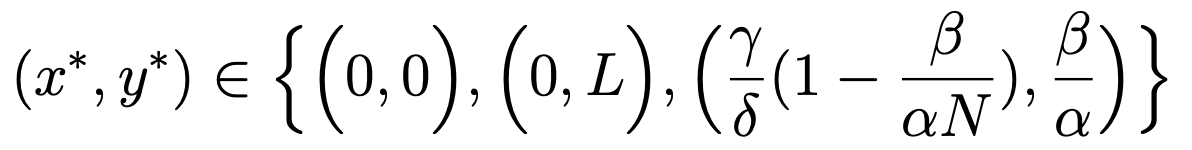 (x*, y*) ∈ {(0, 0), (0, L), (γ/δ(1 − β/αN), β/α)}